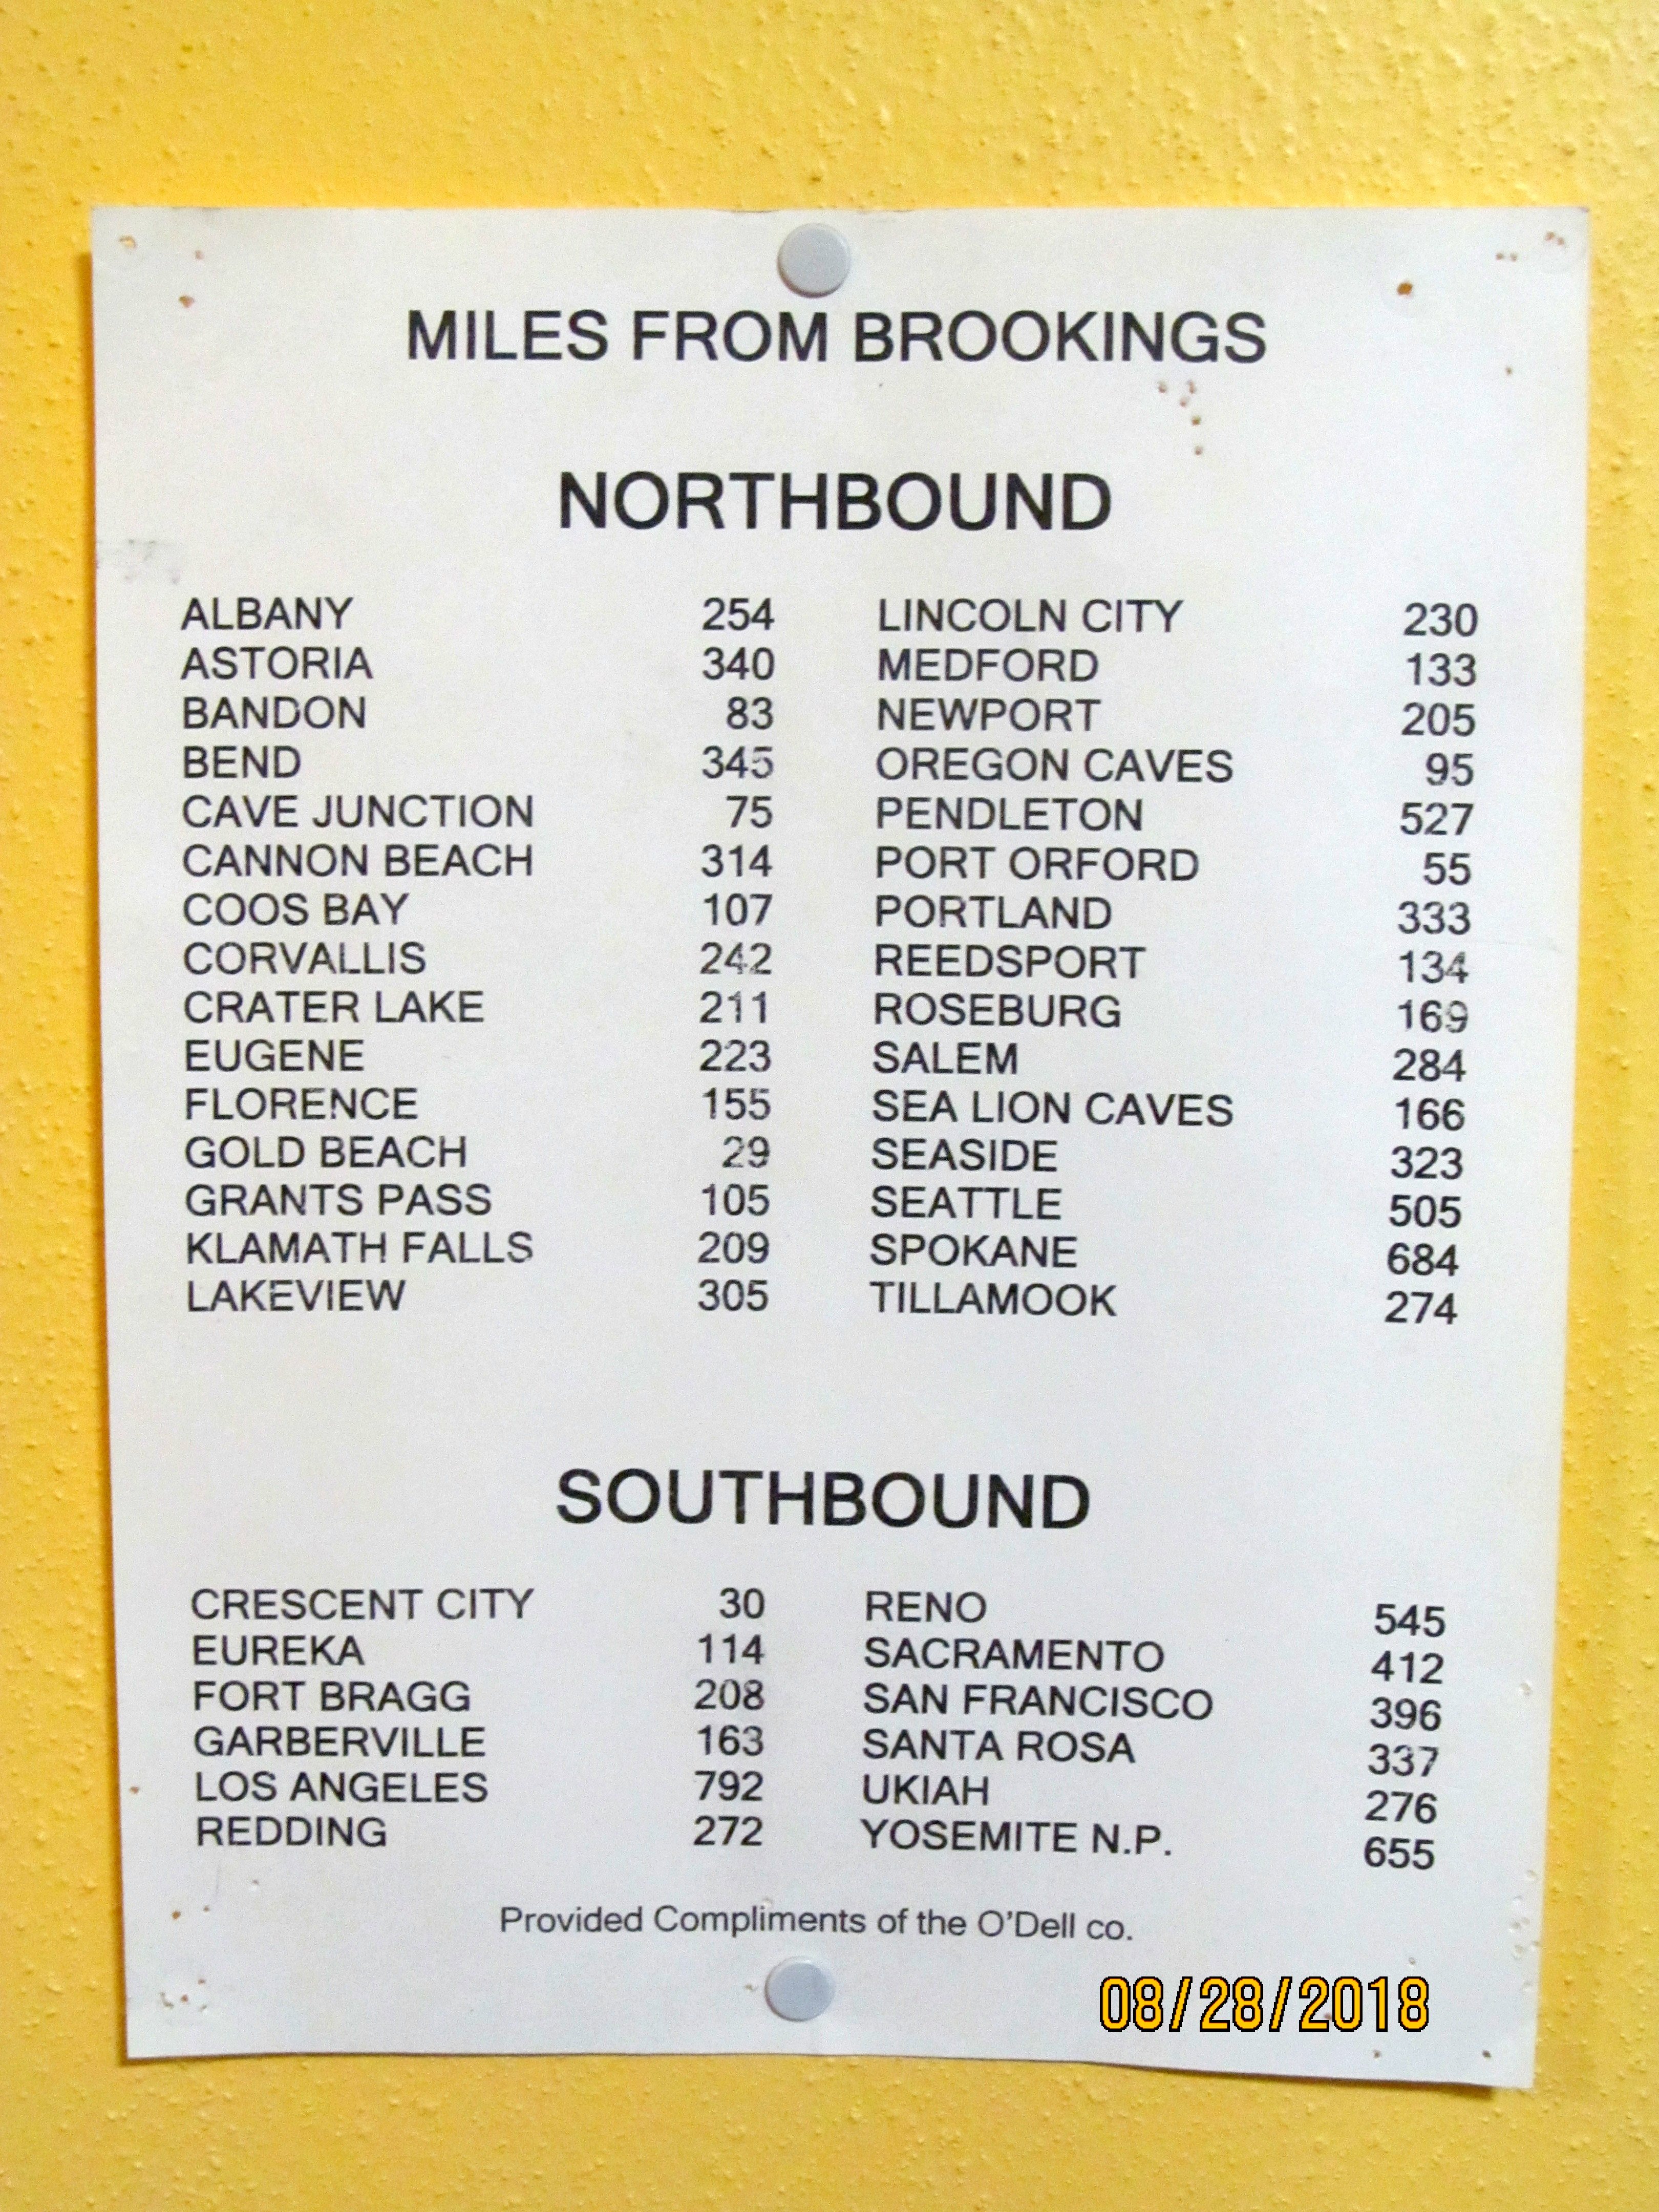 MILES FROM BROOKINGS
NORTHBOUND
ALBANY 254 LINCOLN CITY 230
ASTORIA 340 MEDFORD 133
BANDON 83 NEWPORT 205
BEND 345 OREGON CAVES 95
CAVE JUNCTION 75 PENDLETON 527
CANNON BEACH 314 PORT ORFORD 55
COOS BAY 107 PORTLAND 333
CORVALLIS 242 REEDSPORT 134
CRATER LAKE 211 ROSEBURG 169
EUGENE 223 SALEM 284
FLORENCE 155 SEA LION CAVES 166
GOLD BEACH 29 SEASIDE 323
GRANTS PASS 105 SEATTLE 505
KLAMATH FALLS 209 SPOKANE 684
LAKEVIEW 305 TILLAMOOK 274
SOUTHBOUND
CRESCENT CITY 30 RENO 545
EUREKA 114 SACRAMENTO 412
FORT BRAGG 208 SAN FRANCISCO 396
GARBERVILLE 163 SANTA ROSA 337
LOS ANGELES 792 UKIAH 276
REDDING 272 YOSEMITE N.P. 655
Provided Compliments of the O'Dell co.
08/28/2018